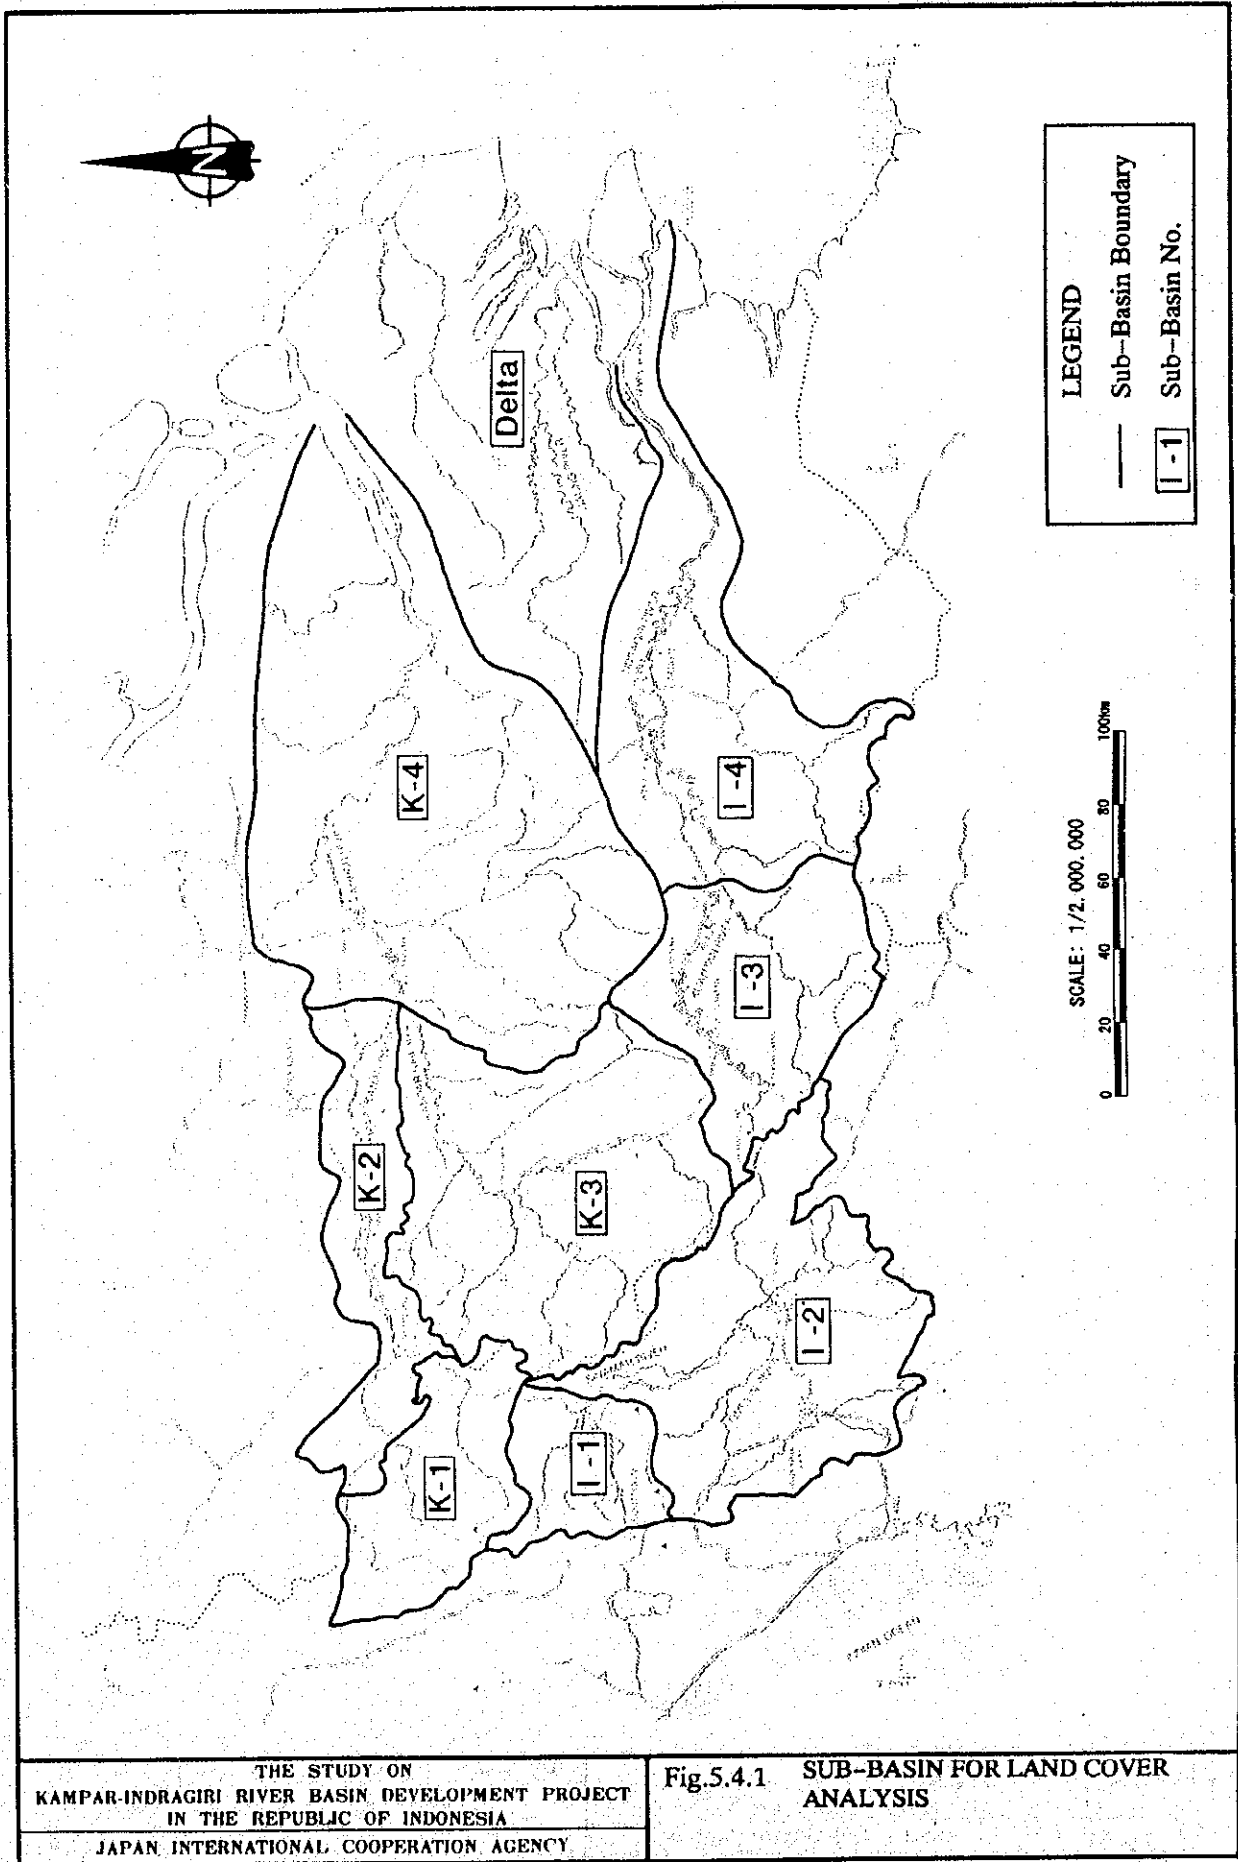 N
Delta
K-4
I-4
K-2
K-3
I-3
K-1
I-1
I-2
LEGEND
Sub-Basin Boundary
I-1 Sub-Basin No.
SCALE: 1/2.000.000
0 20 40 60 80 100km
THE STUDY ON
KAMPAR-INDRAGIRI RIVER BASIN DEVELOPMENT PROJECT
IN THE REPUBLIC OF INDONESIA
JAPAN INTERNATIONAL COOPERATION AGENCY
Fig.5.4.1 SUB-BASIN FOR LAND COVER
ANALYSIS